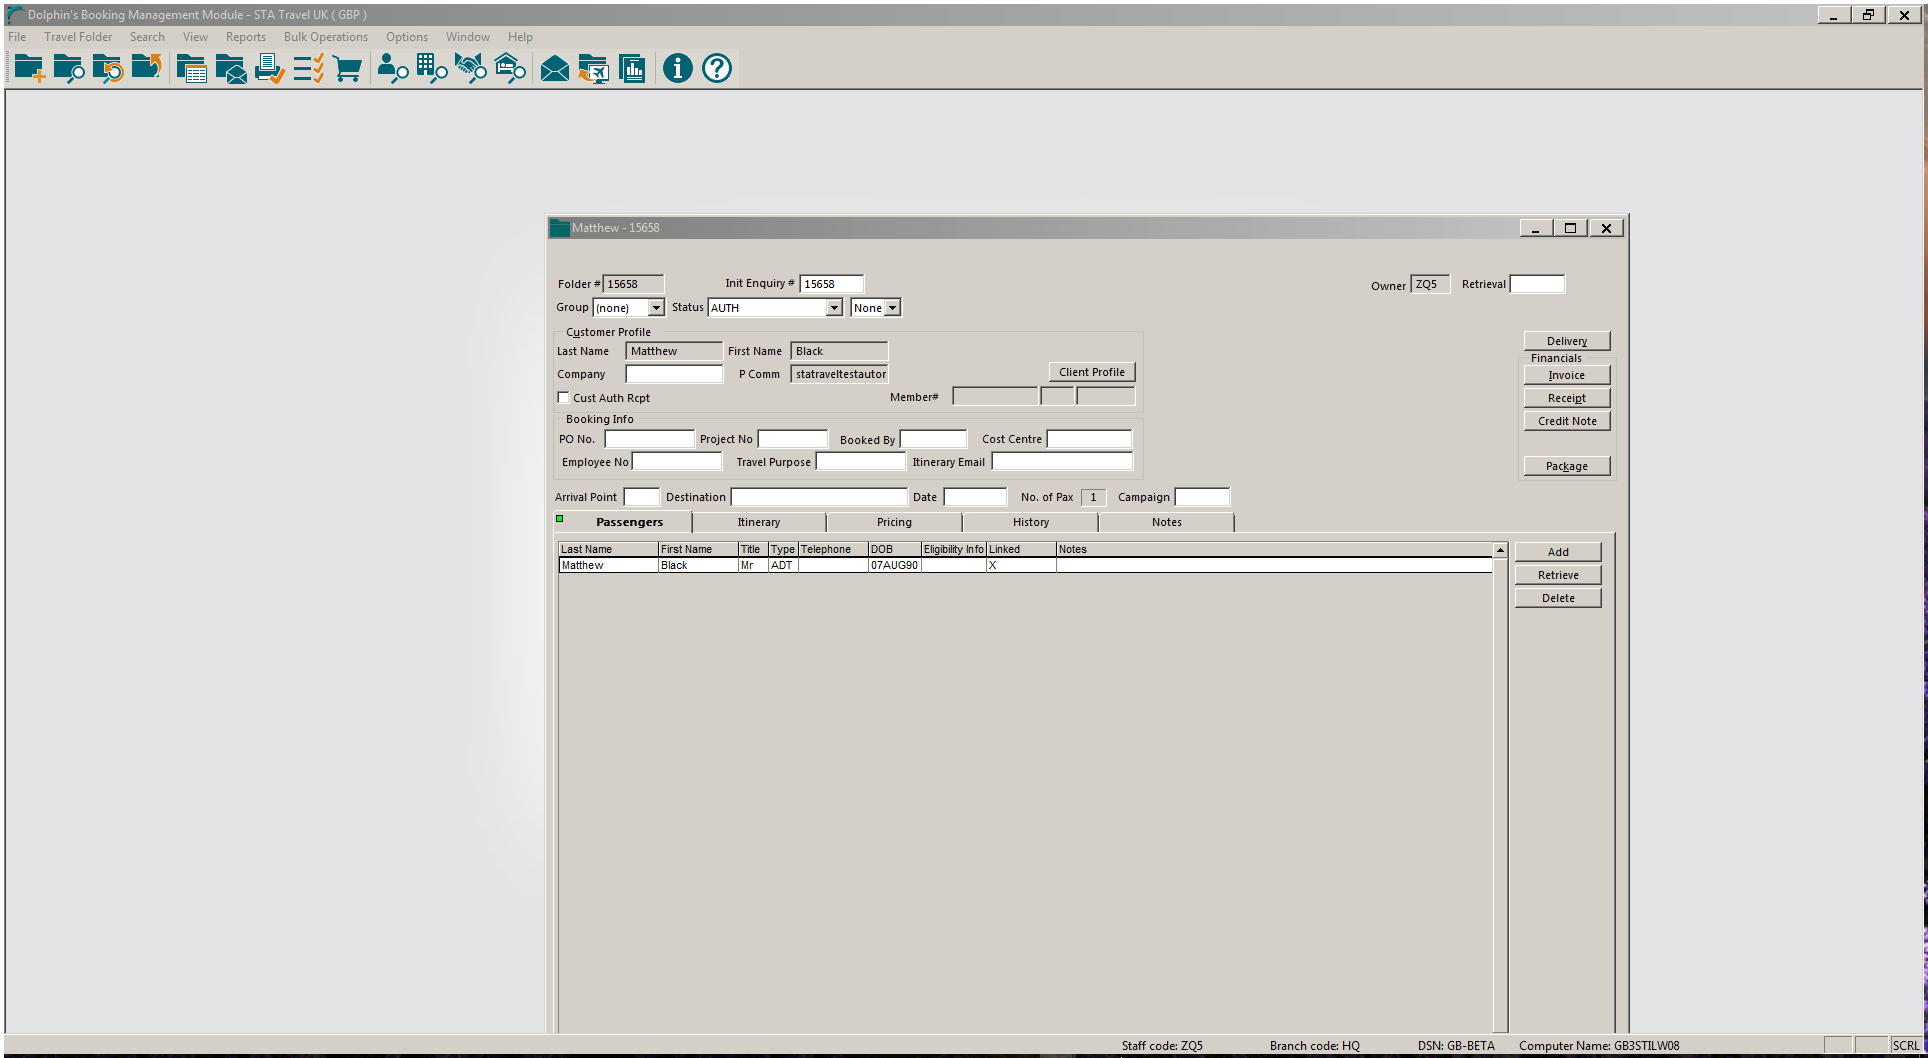 Dolphin's Booking Management Module - STA Travel UK ( GBP )
File Travel Folder Search View Reports Bulk Operations Options Window Help
Matthew - 15658
Folder # 15658 Init Enquiry # 15658 Owner ZQ5 Retrieval
Group (none) Status AUTH None
Customer Profile
Last Name Matthew First Name Black
Company P Comm stataveltestautor Client Profile
Cust Auth Rcpt Member#
Booking Info
PO No. Project No Booked By Cost Centre
Employee No Travel Purpose Itinerary Email
Delivery
Financials
Invoice
Receipt
Credit Note
Package
Arrival Point Destination Date No. of Pax 1 Campaign
Passengers Itinerary Pricing History Notes
Last Name First Name Title Type Telephone DOB Eligibility Info Linked Notes
Matthew Black Mr ADT 07AUG90 X
Add
Retrieve
Delete
Staff code: ZQ5 Branch code: HQ DSN: GB-BETA Computer Name: GB3STILW08 SCRL